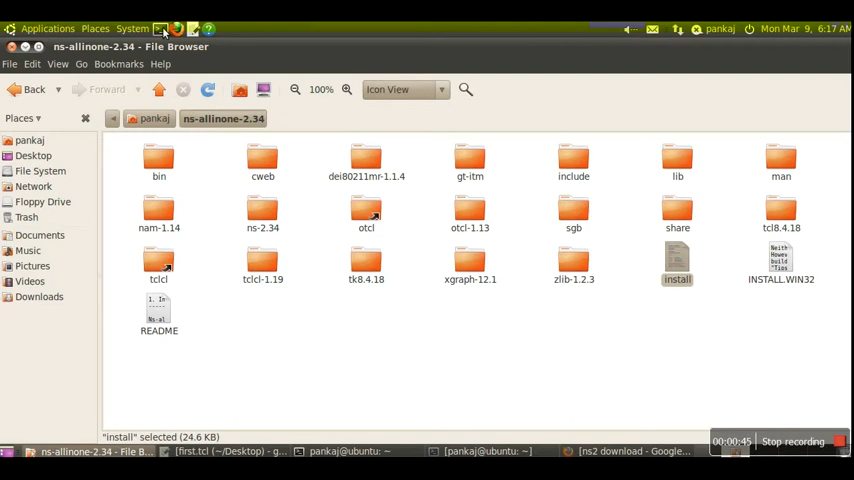 Applications Places System pankaj Mon Mar 9, 6:17 AM
ns-allinone-2.34 - File Browser
File Edit View Go Bookmarks Help
Back Forward 100% Icon View
Places pankaj ns-allinone-2.34
pankaj
Desktop
File System
Network
Floppy Drive
Trash
Documents
Music
Pictures
Videos
Downloads
bin cweb dei80211mr-1.1.4 gt-itm include lib man
nam-1.14 ns-2.34 otcl otcl-1.13 sgb share tcl8.4.18
tclcl tclcl-1.19 tk8.4.18 xgraph-12.1 zlib-1.2.3 install INSTALL.WIN32
README
"install" selected (24.6 KB)
00:00:45 Stop recording
ns-allinone-2.34 - File B... [first.tcl (~/Desktop) - g... pankaj@ubuntu: ~ [pankaj@ubuntu: ~] [ns2 download - Google...